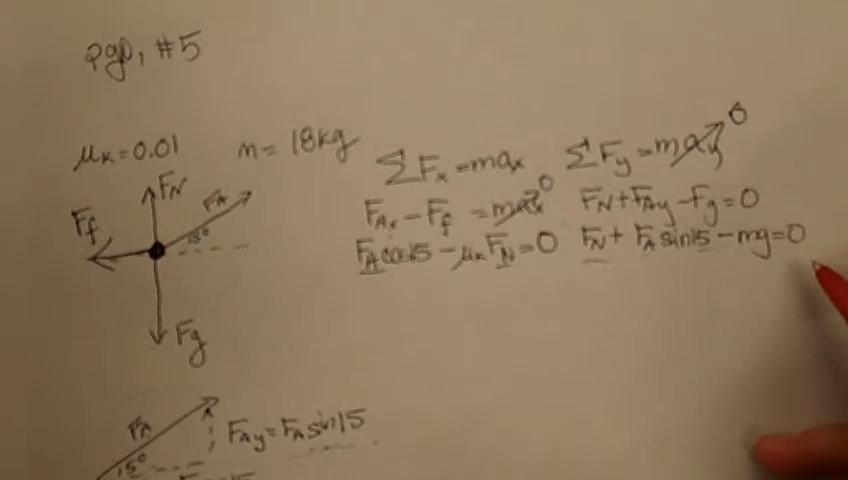 pgD, #5
μK = 0.01 m = 18kg
FN
FA
Ff
15°
Fg
ΣFx = max ΣFy = may 0
FAx - Ff = max 0 FN + FAy - Fg = 0
FA cos15 - μK FN = 0 FN + FA sin15 - mg = 0
FA
15°
FAy = FA sin15